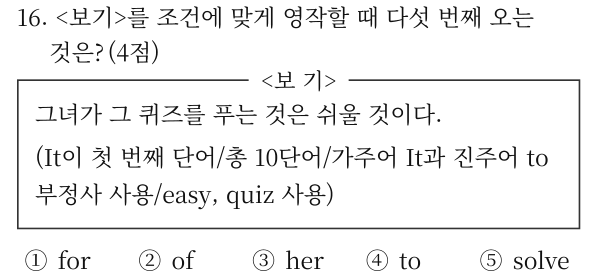 16. <보기>를 조건에 맞게 영작할 때 다섯 번째 오는
것은? (4점)
<보 기>
그녀가 그 퀴즈를 푸는 것은 쉬울 것이다.
(It이 첫 번째 단어/총 10단어/가주어 It과 진주어 to
부정사 사용/easy, quiz 사용)
① for ② of ③ her ④ to ⑤ solve